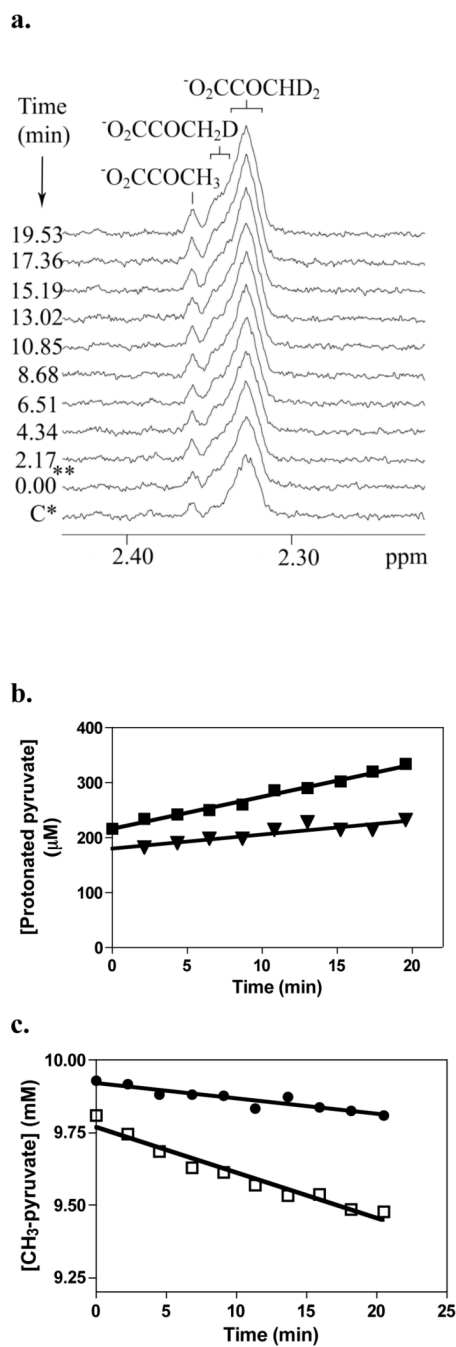 a.
Time
(min)
⁻O₂CCOCHD₂
⁻O₂CCOCH₂D
⁻O₂CCOCH₃
19.53
17.36
15.19
13.02
10.85
8.68
6.51
4.34
2.17
**
0.00
C*
2.40 2.30 ppm
b.
[Protonated pyruvate]
(μM)
400
300
200
100
0
0 5 10 15 20
Time (min)
c.
[CH₃-pyruvate] (mM)
10.00
9.75
9.50
9.25
0 5 10 15 20 25
Time (min)